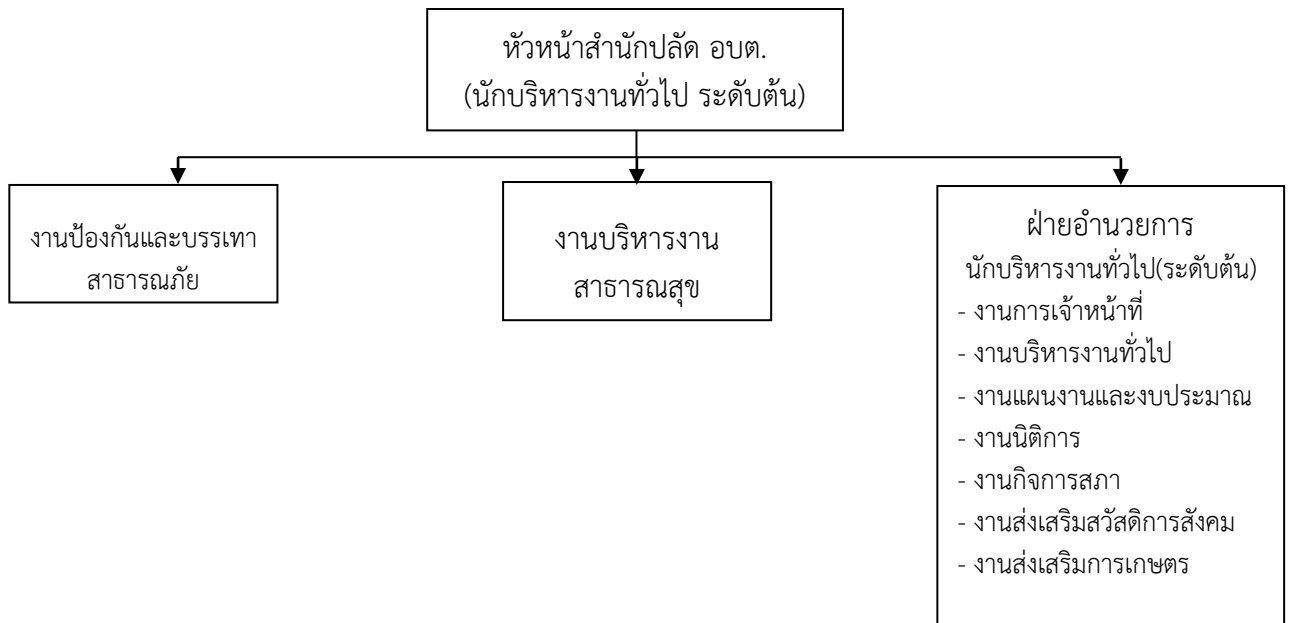 หัวหน้าสำนักปลัด อบต.
(นักบริหารงานทั่วไป ระดับต้น)
งานป้องกันและบรรเทา
สาธารณภัย
งานบริหารงาน
สาธารณสุข
ฝ่ายอำนวยการ
นักบริหารงานทั่วไป(ระดับต้น)
- งานการเจ้าหน้าที่
- งานบริหารงานทั่วไป
- งานแผนงานและงบประมาณ
- งานนิติการ
- งานกิจการสภา
- งานส่งเสริมสวัสดิการสังคม
- งานส่งเสริมการเกษตร